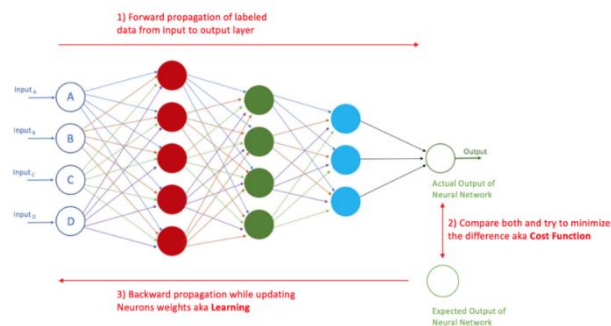 1) Forward propagation of labeled
data from input to output layer
Input A
A
Input B
B
Input C
C
Input D
D
Output
Actual Output of
Neural Network
2) Compare both and try to minimize
the difference aka Cost Function
3) Backward propagation while updating
Neurons weights aka Learning
Expected Output of
Neural Network